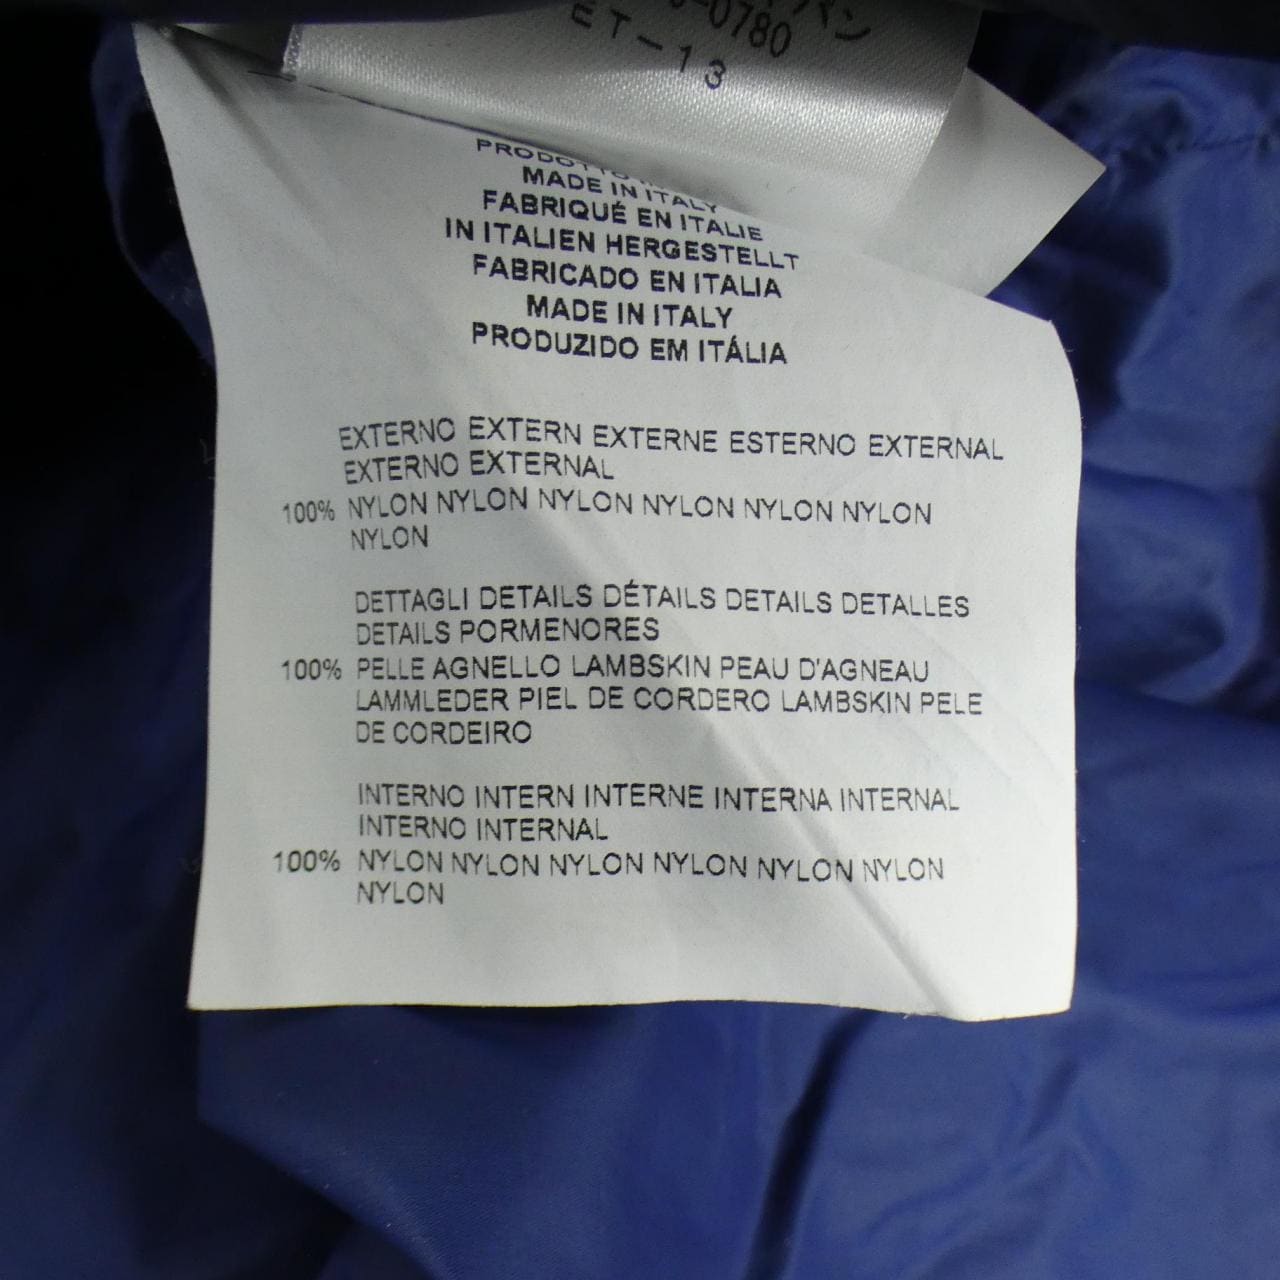 パン
-0780
ET-13
PRODOTTO
MADE IN ITALY
FABRIQUÉ EN ITALIE
IN ITALIEN HERGESTELLT
FABRICADO EN ITALIA
MADE IN ITALY
PRODUZIDO EM ITÁLIA
EXTERNO EXTERN EXTERNE ESTERNO EXTERNAL
EXTERNO EXTERNAL
100% NYLON NYLON NYLON NYLON NYLON NYLON
NYLON
DETTAGLI DETAILS DÉTAILS DETAILS DETALLES
DETAILS PORMENORES
100% PELLE AGNELLO LAMBSKIN PEAU D'AGNEAU
LAMMLEDER PIEL DE CORDERO LAMBSKIN PELE
DE CORDEIRO
INTERNO INTERN INTERNE INTERNA INTERNAL
INTERNO INTERNAL
100% NYLON NYLON NYLON NYLON NYLON NYLON
NYLON